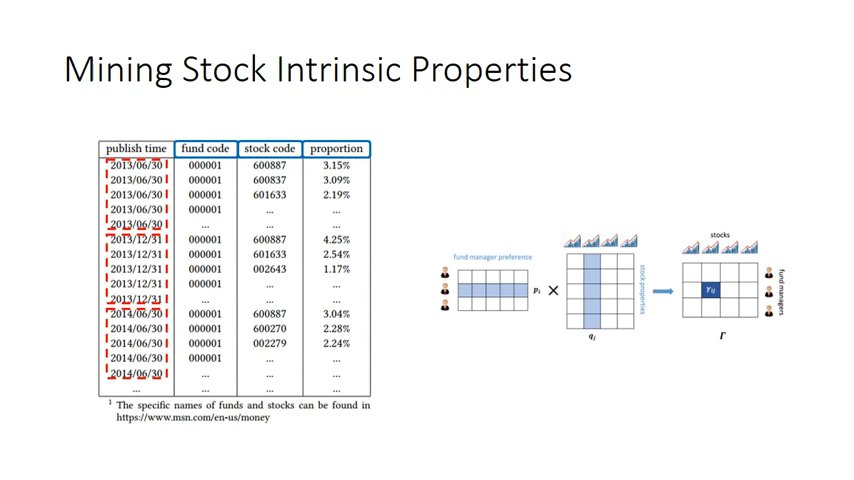 Mining Stock Intrinsic Properties
publish time fund code stock code proportion
2013/06/30 000001 600887 3.15%
2013/06/30 000001 600837 3.09%
2013/06/30 000001 601633 2.19%
2013/06/30 000001 ... ...
2013/06/30 ... ... ...
2013/12/31 000001 600887 4.25%
2013/12/31 000001 601633 2.54%
2013/12/31 000001 002643 1.17%
2013/12/31 000001 ... ...
2013/12/31 ... ... ...
2014/06/30 000001 600887 3.04%
2014/06/30 000001 600270 2.28%
2014/06/30 000001 002279 2.24%
2014/06/30 000001 ... ...
2014/06/30 ... ... ...
... ... ... ...
1 The specific names of funds and stocks can be found in
https://www.msn.com/en-us/money
fund manager preference
pi ×
stock properties
qj
stocks
γij
fund managers
Γ